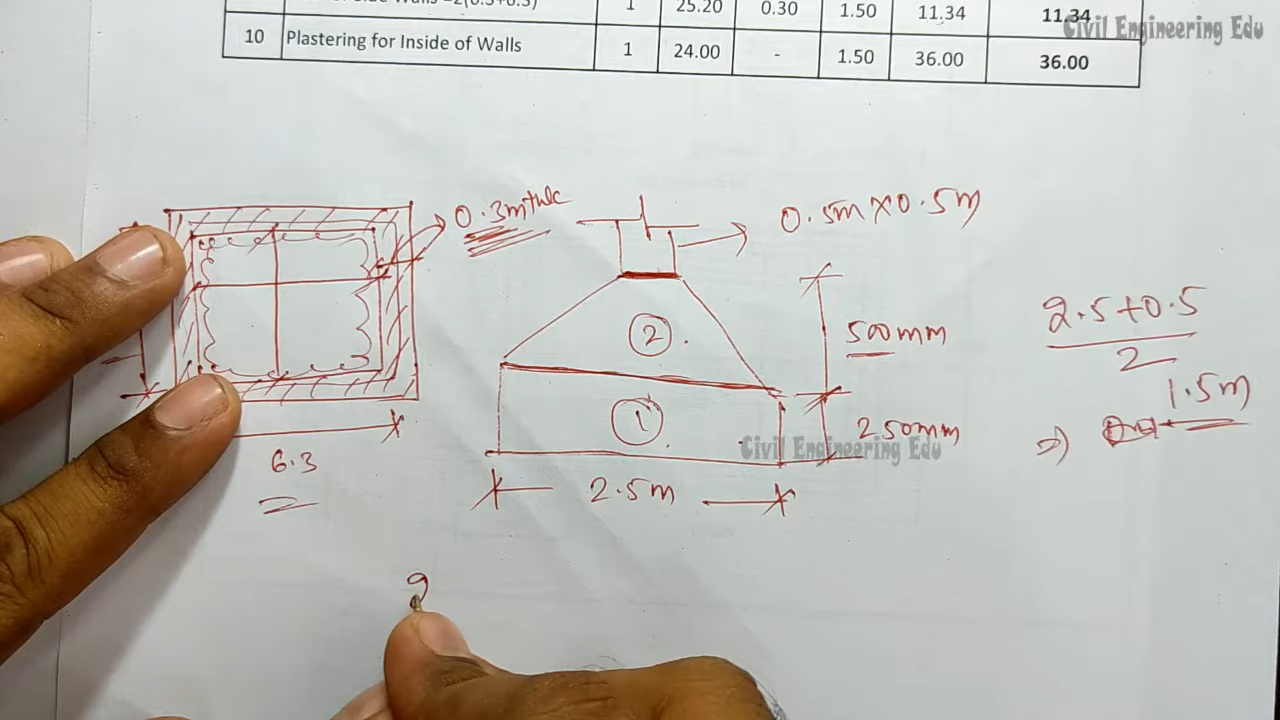 1 25.20 0.30 1.50 11.34 11.34
Civil Engineering Edu
10 Plastering for Inside of Walls 1 24.00 - 1.50 36.00 36.00
0.3m thk
0.5m x 0.5m
500mm
2.5+0.5
2
②
1.5m
①
250mm
Civil Engineering Edu
⇒)
6.3
2.5m
2